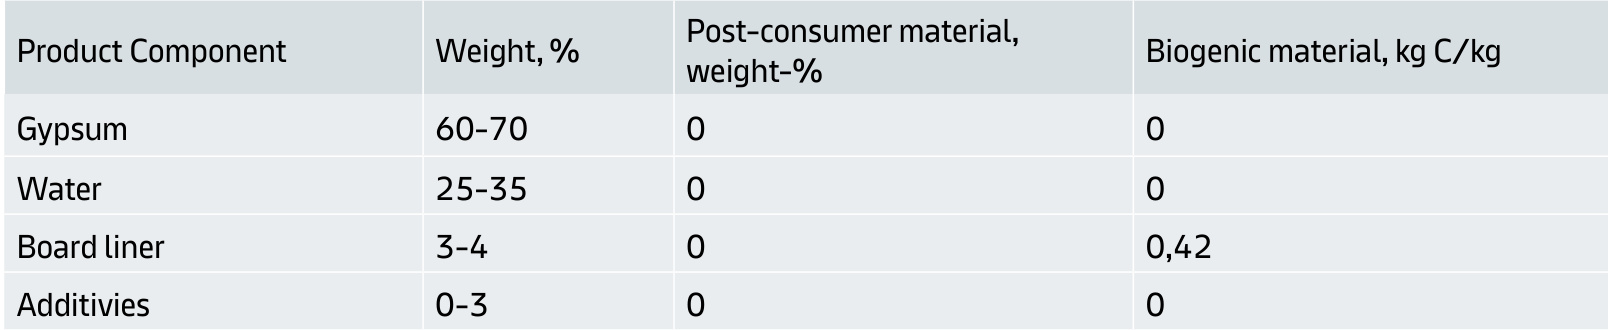 Product Component Weight, % Post-consumer material, weight-% Biogenic material, kg C/kg
Gypsum 60-70 0 0
Water 25-35 0 0
Board liner 3-4 0 0,42
Additivies 0-3 0 0